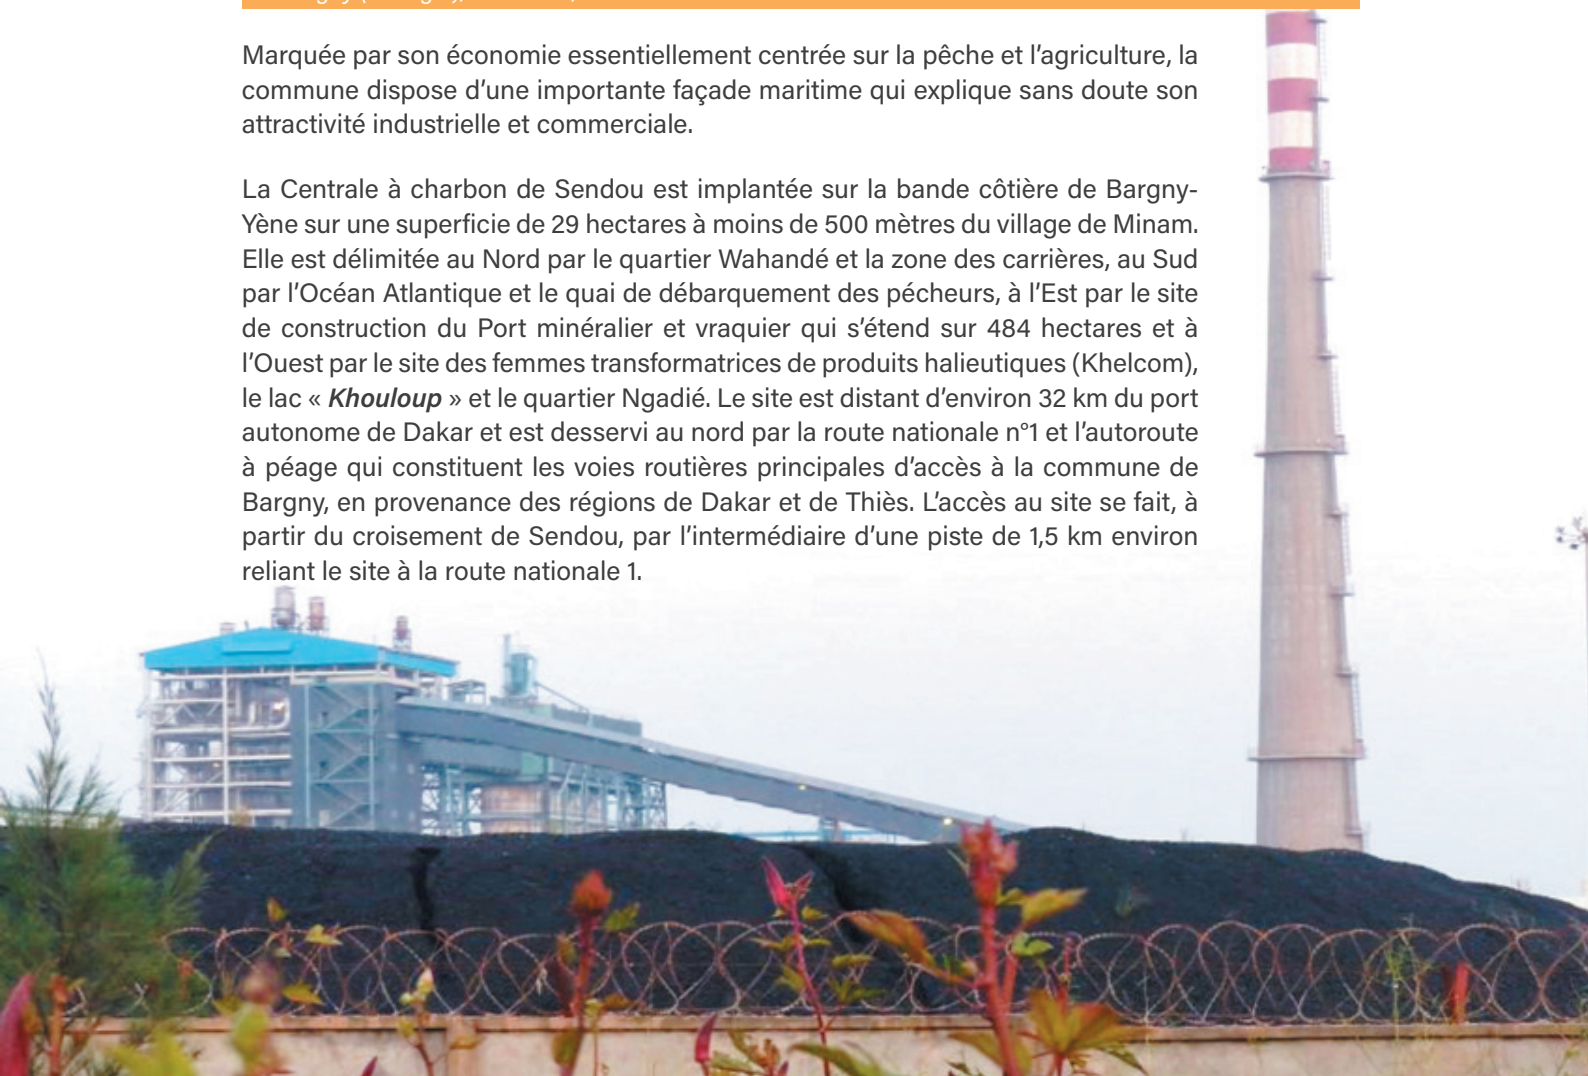 Marquée par son économie essentiellement centrée sur la pêche et l'agriculture, la
commune dispose d'une importante façade maritime qui explique sans doute son
attractivité industrielle et commerciale.
La Centrale à charbon de Sendou est implantée sur la bande côtière de Bargny-
Yène sur une superficie de 29 hectares à moins de 500 mètres du village de Minam.
Elle est délimitée au Nord par le quartier Wahandé et la zone des carrières, au Sud
par l'Océan Atlantique et le quai de débarquement des pécheurs, à l'Est par le site
de construction du Port minéralier et vraquier qui s'étend sur 484 hectares et à
l'Ouest par le site des femmes transformatrices de produits halieutiques (Khelcom),
le lac « Khouloup » et le quartier Ngadié. Le site est distant d'environ 32 km du port
autonome de Dakar et est desservi au nord par la route nationale n°1 et l'autoroute
à péage qui constituent les voies routières principales d'accès à la commune de
Bargny, en provenance des régions de Dakar et de Thiès. L'accès au site se fait, à
partir du croisement de Sendou, par l'intermédiaire d'une piste de 1,5 km environ
reliant le site à la route nationale 1.